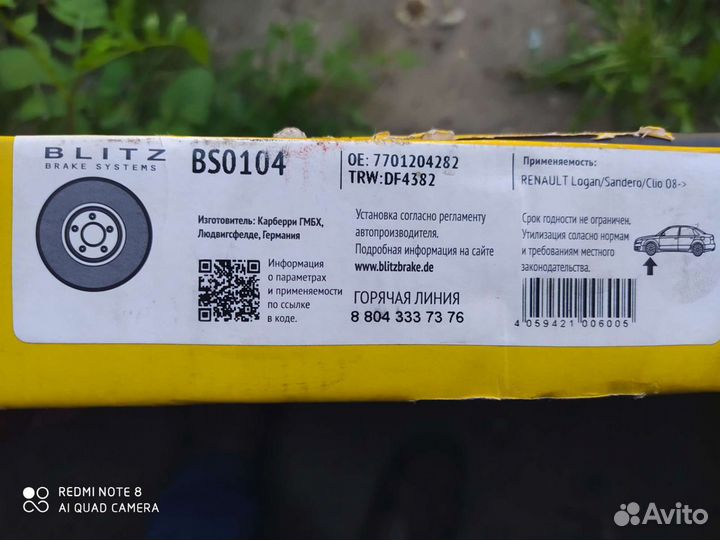 BLITZ
BRAKE SYSTEMS
BS0104
OE: 7701204282
TRW:DF4382
Применяемость:
RENAULT Logan/Sandero/Clio 08->
Изготовитель: Карберри ГМБХ,
Людвигсфелде, Германия
Информация
о параметрах
и применяемости
по ссылке
в коде.
Установка согласно регламенту
автопроизводителя.
Подробная информация на сайте
www.blitzbrake.de
ГОРЯЧАЯ ЛИНИЯ
8 804 333 73 76
Срок годности не ограничен.
Утилизация соласно нормам
и требованиям местного
законодательства.
4 059421 006005
REDMI NOTE 8
AI QUAD CAMERA
Avito